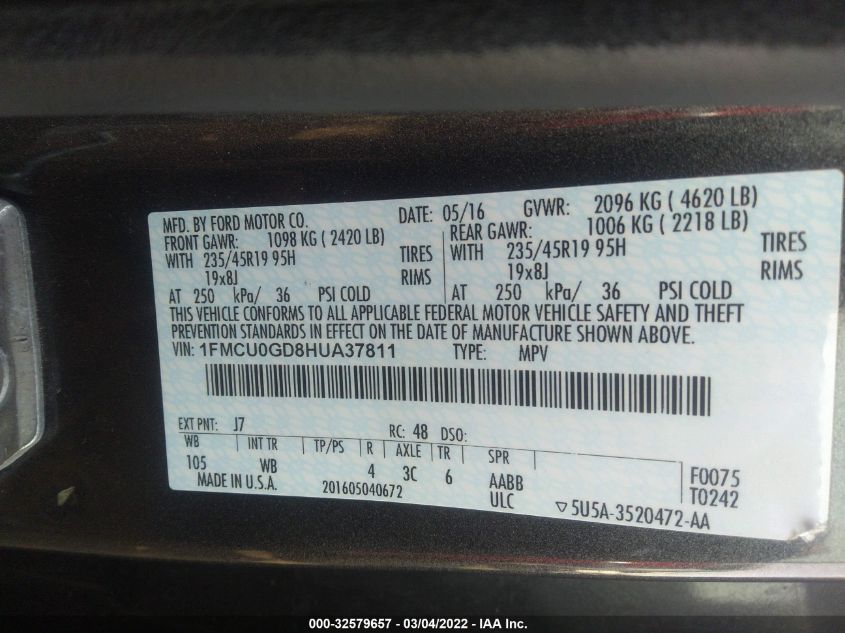 MFD. BY FORD MOTOR CO. DATE: 05/16 GVWR: 2096 KG ( 4620 LB)
FRONT GAWR: 1098 KG ( 2420 LB) REAR GAWR: 1006 KG ( 2218 LB)
WITH 235/45R19 95H TIRES WITH 235/45R19 95H TIRES
19x8J RIMS 19x8J RIMS
AT 250 kPa/ 36 PSI COLD AT 250 kPa/ 36 PSI COLD
THIS VEHICLE CONFORMS TO ALL APPLICABLE FEDERAL MOTOR VEHICLE SAFETY AND THEFT
PREVENTION STANDARDS IN EFFECT ON THE DATE OF MANUFACTURE SHOWN ABOVE.
VIN: 1FMCU0GD8HUA37811 TYPE: MPV
EXT PNT: J7 RC: 48 DSO:
WB INT TR TP/PS R AXLE TR SPR
105 WB 4 3C 6 AABB F0075
MADE IN U.S.A. 201605040672 ULC T0242
▽5U5A-3520472-AA
000-32579657 - 03/04/2022 - IAA Inc.